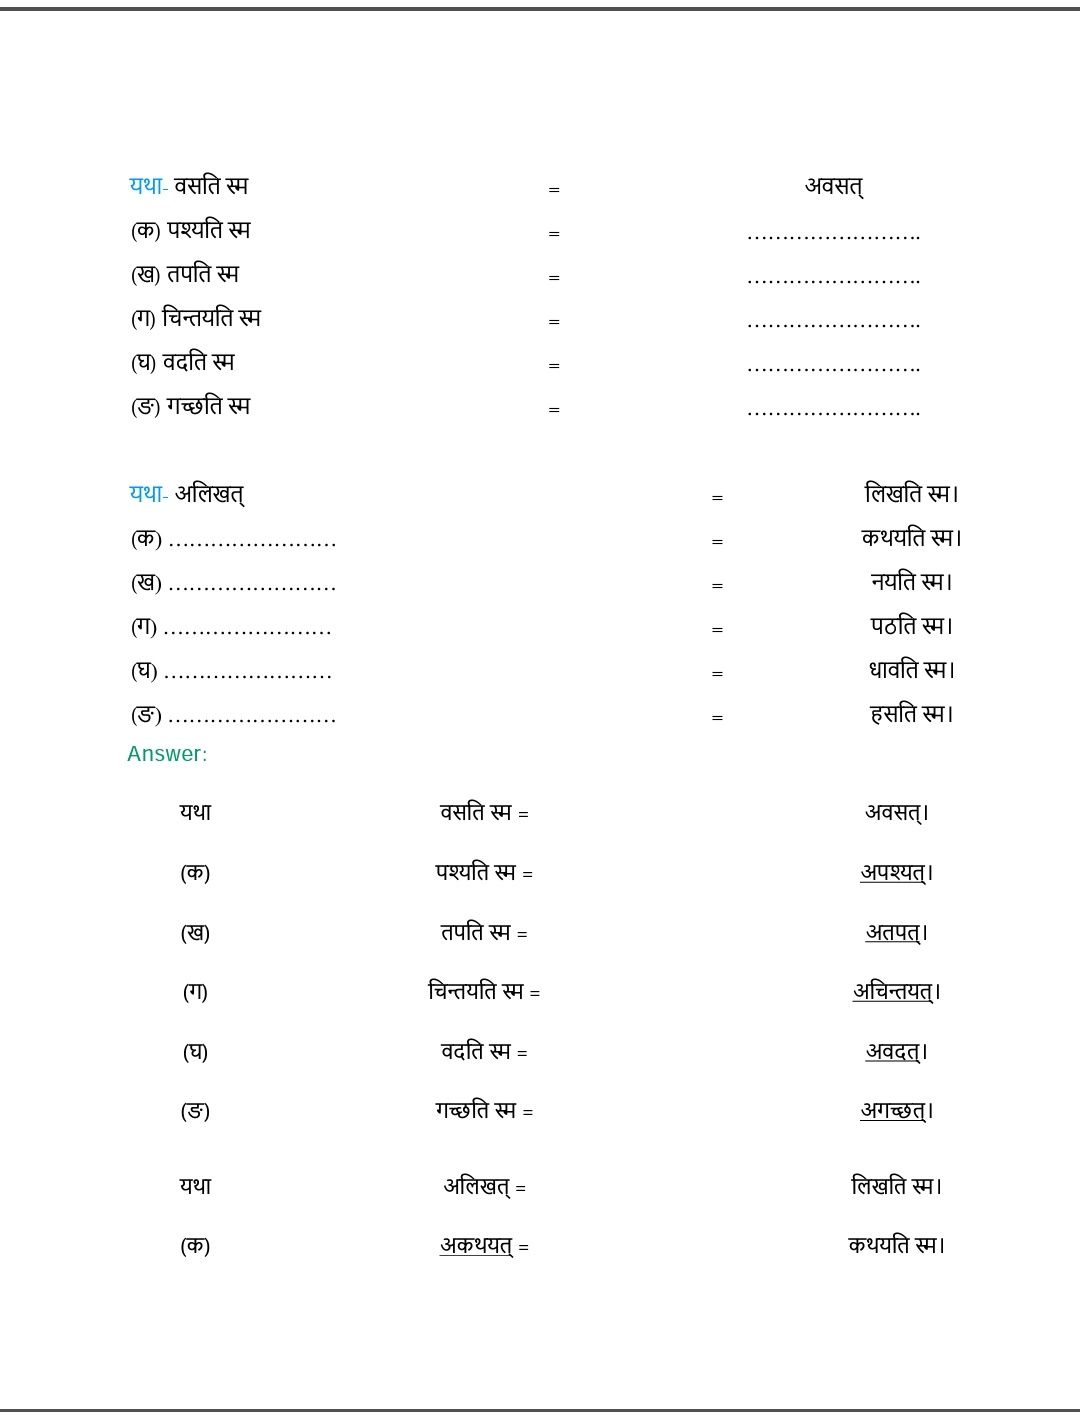 यथा- वसति स्म = अवसत्
(क) पश्यति स्म = ……………………..
(ख) तपति स्म = ……………………..
(ग) चिन्तयति स्म = ……………………..
(घ) वदति स्म = ……………………..
(ङ) गच्छति स्म = ……………………..
यथा- अलिखत् = लिखति स्म।
(क) …………………… = कथयति स्म।
(ख) …………………… = नयति स्म।
(ग) …………………… = पठति स्म।
(घ) …………………… = धावति स्म।
(ङ) …………………… = हसति स्म।
Answer:
यथा वसति स्म = अवसत्।
(क) पश्यति स्म = अपश्यत्।
(ख) तपति स्म = अतपत्।
(ग) चिन्तयति स्म = अचिन्तयत्।
(घ) वदति स्म = अवदत्।
(ङ) गच्छति स्म = अगच्छत्।
यथा अलिखत् = लिखति स्म।
(क) अकथयत् = कथयति स्म।